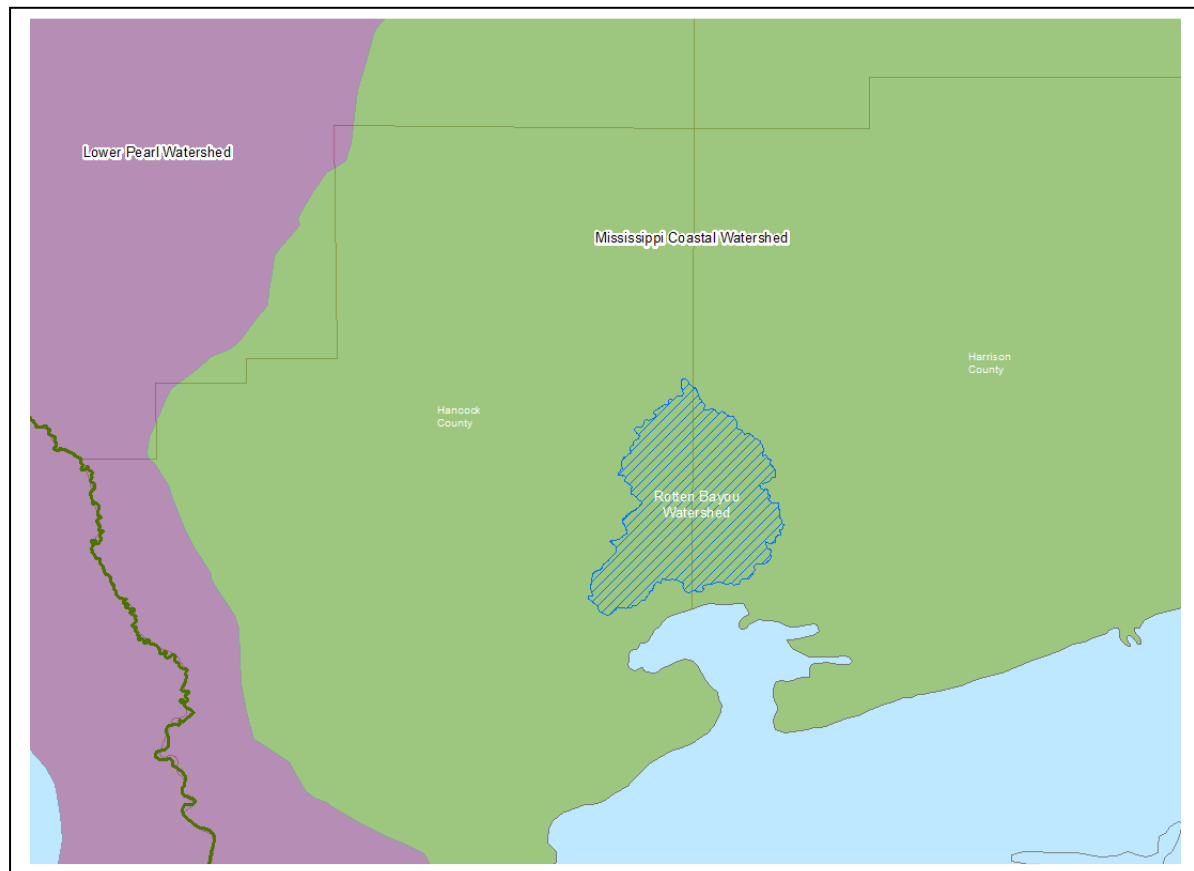 Lower Pearl Watershed
Mississippi Coastal Watershed
Harrison
County
Hancock
County
Rotten Bayou
Watershed